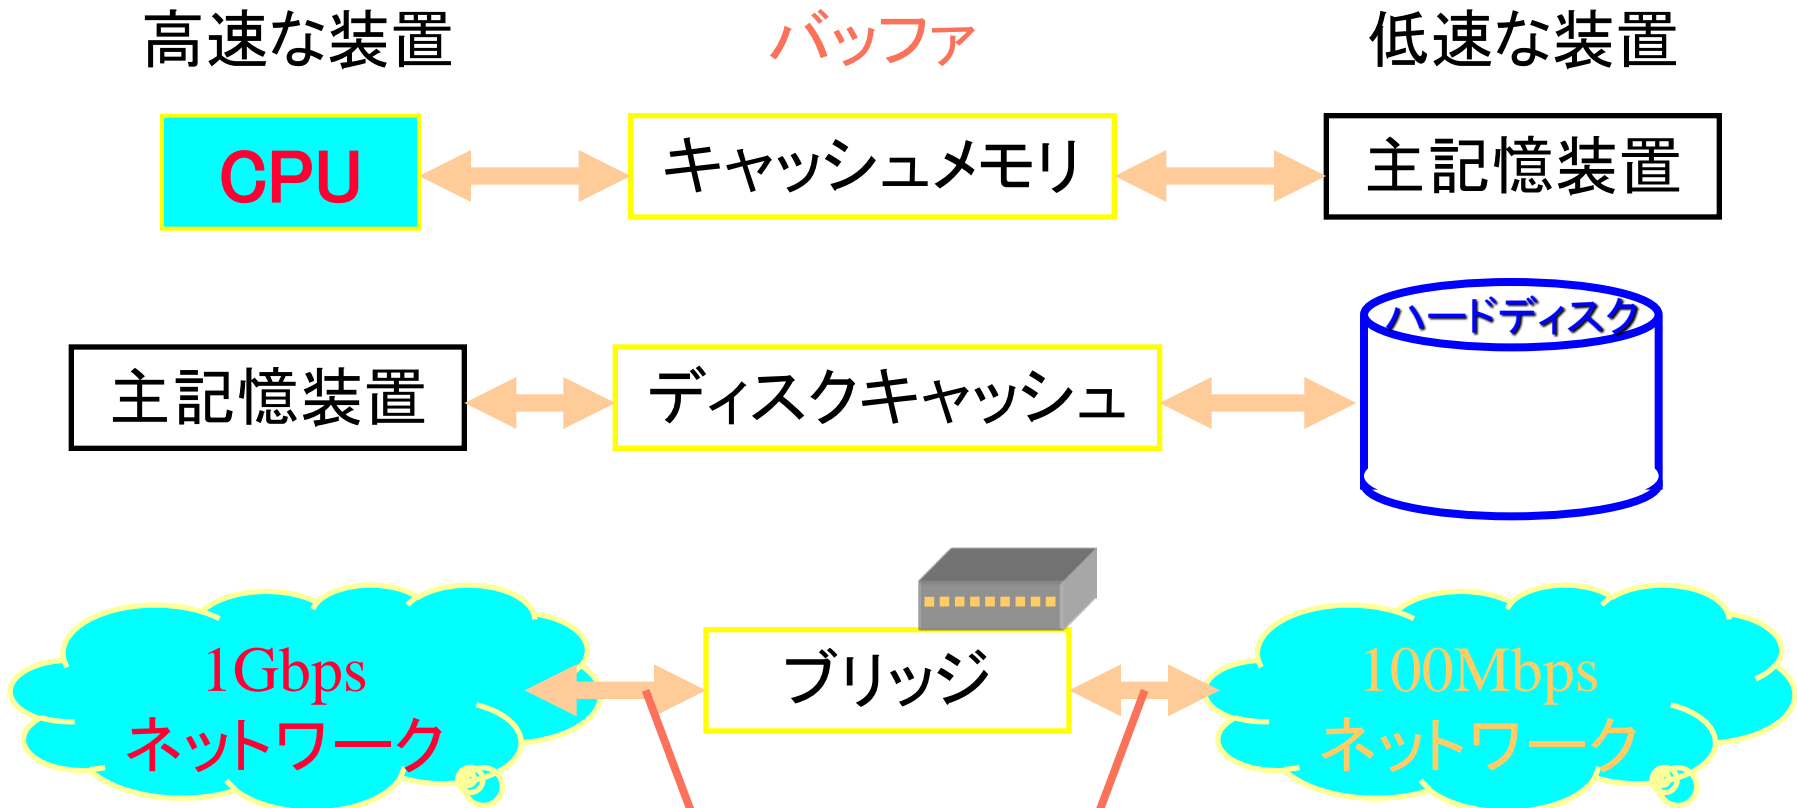 高速な装置 バッファ 低速な装置
CPU キャッシュメモリ 主記憶装置
ハードディスク
主記憶装置 ディスクキャッシュ
1Gbps ブリッジ 100Mbps
ネットワーク ネットワーク